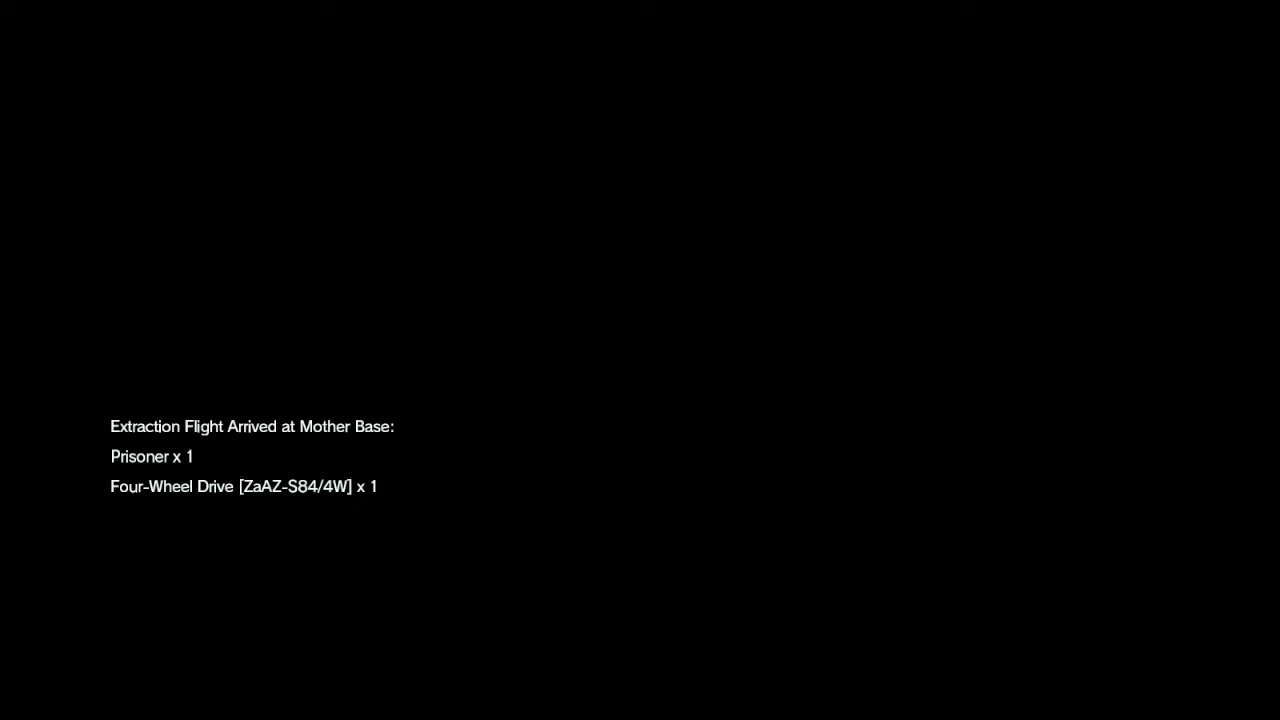 Extraction Flight Arrived at Mother Base:
Prisoner x 1
Four-Wheel Drive [ZaAZ-S84/4W] x 1